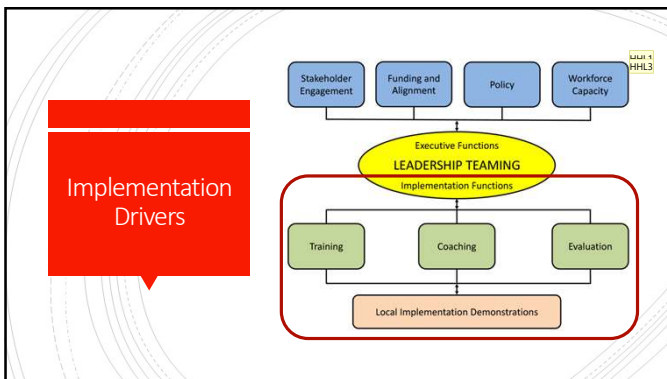 Implementation
Drivers
Stakeholder
Engagement
Funding and
Alignment
Policy
Workforce
Capacity
HHL3
Executive Functions
LEADERSHIP TEAMING
Implementation Functions
Training
Coaching
Evaluation
Local Implementation Demonstrations